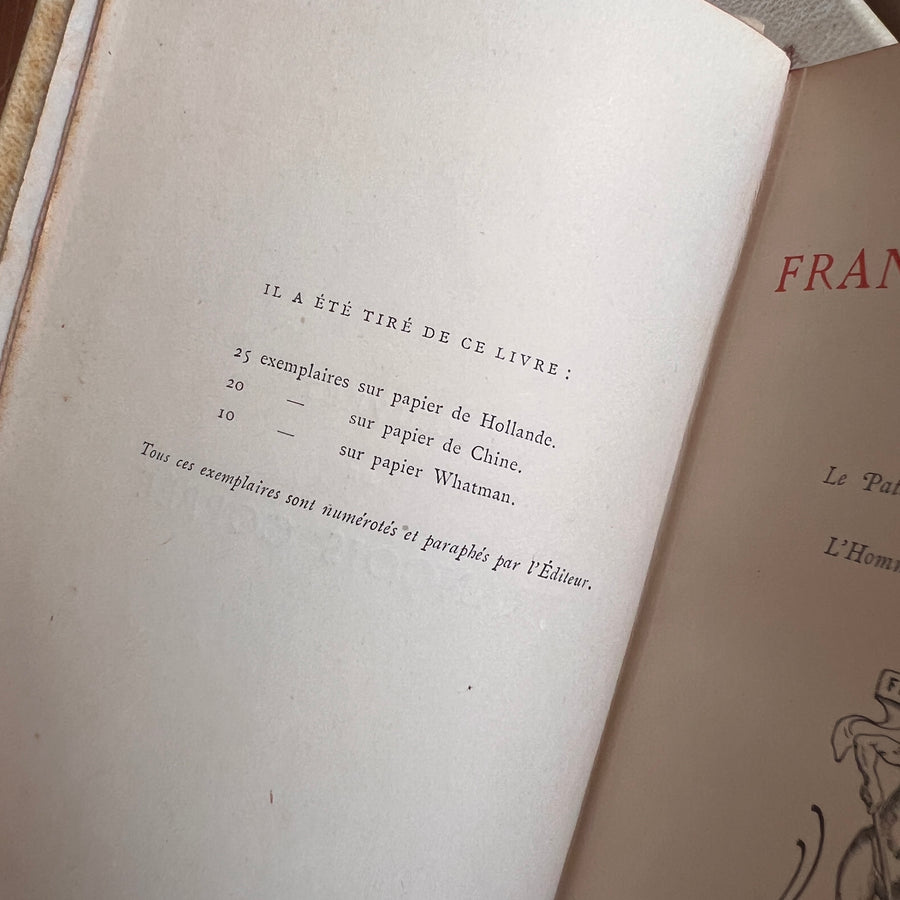 IL A ÉTÉ TIRÉ DE CE LIVRE :
25 exemplaires sur papier de Hollande.
20 — sur papier de Chine.
10 — sur papier Whatman.
Tous ces exemplaires sont numérotés et paraphés par l'Éditeur.
FRAN
Le Pat
L'Hom